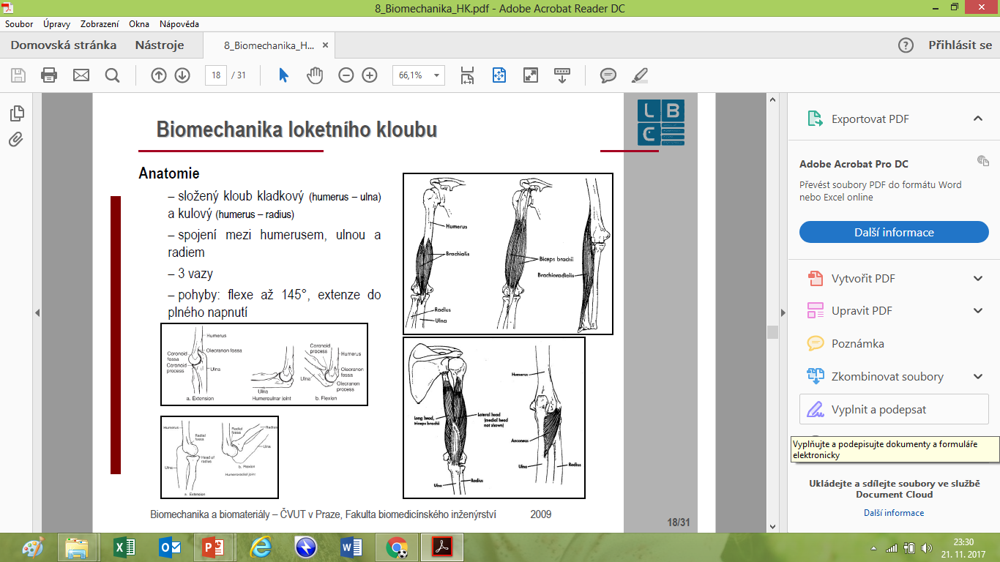 8_Biomechanika_HK.pdf - Adobe Acrobat Reader DC
Soubor Úpravy Zobrazení Okna Nápověda
Domovská stránka Nástroje 8_Biomechanika_H... × ? Přihlásit se
18 / 31 66,1%
Biomechanika loketního kloubu
L B
C
Anatomie
– složený kloub kladkový (humerus – ulna)
a kulový (humerus – radius)
– spojení mezi humerusem, ulnou a
radiem
– 3 vazy
– pohyby: flexe až 145°, extenze do
plného napnutí
Humerus
Brachialis
Radius
Ulna
Biceps brachii
Brachioradialis
Humerus
Olecranon fossa
Coronoid
fossa
Coronoid
process
Ulna
a. Extension
Ulna
Humeroulnar joint
Coronoid
process
Humerus
Olecranon
fossa
Ulna
Olecranon
process
b. Flexion
Humerus
Radial
fossa
Head of
radius
Ulna
a. Extension
Radial
fossa
Radius
Ulna
b. Flexion
Humeroradial joint
Long head,
triceps brachii
Lateral head
(medial head
not shown)
Ulna
Radius
Humerus
Anconeus
Ulna
Radius
Biomechanika a biomateriály – ČVUT v Praze, Fakulta biomedicínského inženýrství 2009
18/31
Exportovat PDF
Adobe Acrobat Pro DC
Převést soubory PDF do formátu Word
nebo Excel online
Další informace
Vytvořit PDF
Upravit PDF
Poznámka
Zkombinovat soubory
Vyplnit a podepsat
Vyplňujte a podepisujte dokumenty a formuláře
elektronicky
Ukládejte a sdílejte soubory ve službě
Document Cloud
Další informace
23:30
21. 11. 2017